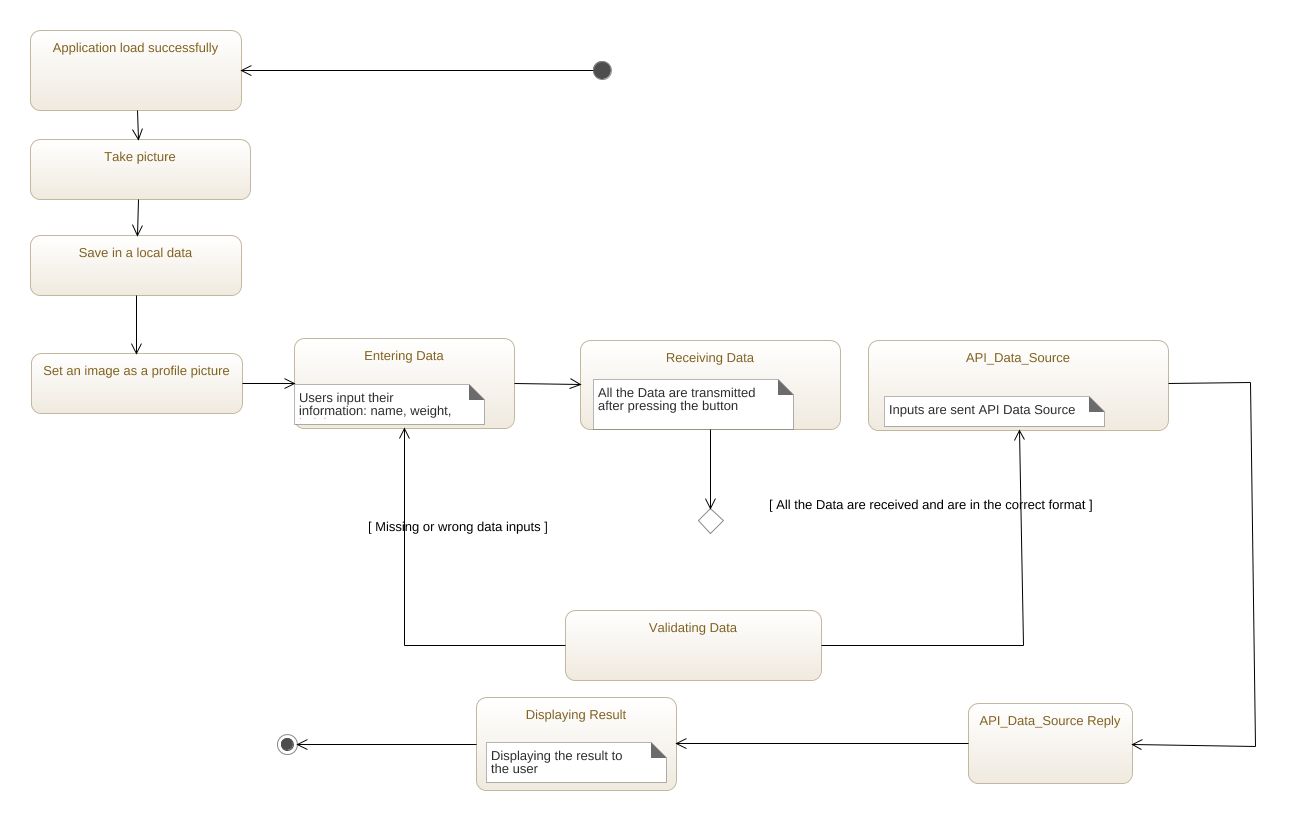 Application load successfully
Take picture
Save in a local data
Set an image as a profile picture
Entering Data
Users input their
information: name, weight,
Receiving Data
All the Data are transmitted
after pressing the button
API_Data_Source
Inputs are sent API Data Source
[ All the Data are received and are in the correct format ]
[ Missing or wrong data inputs ]
Validating Data
Displaying Result
Displaying the result to
the user
API_Data_Source Reply